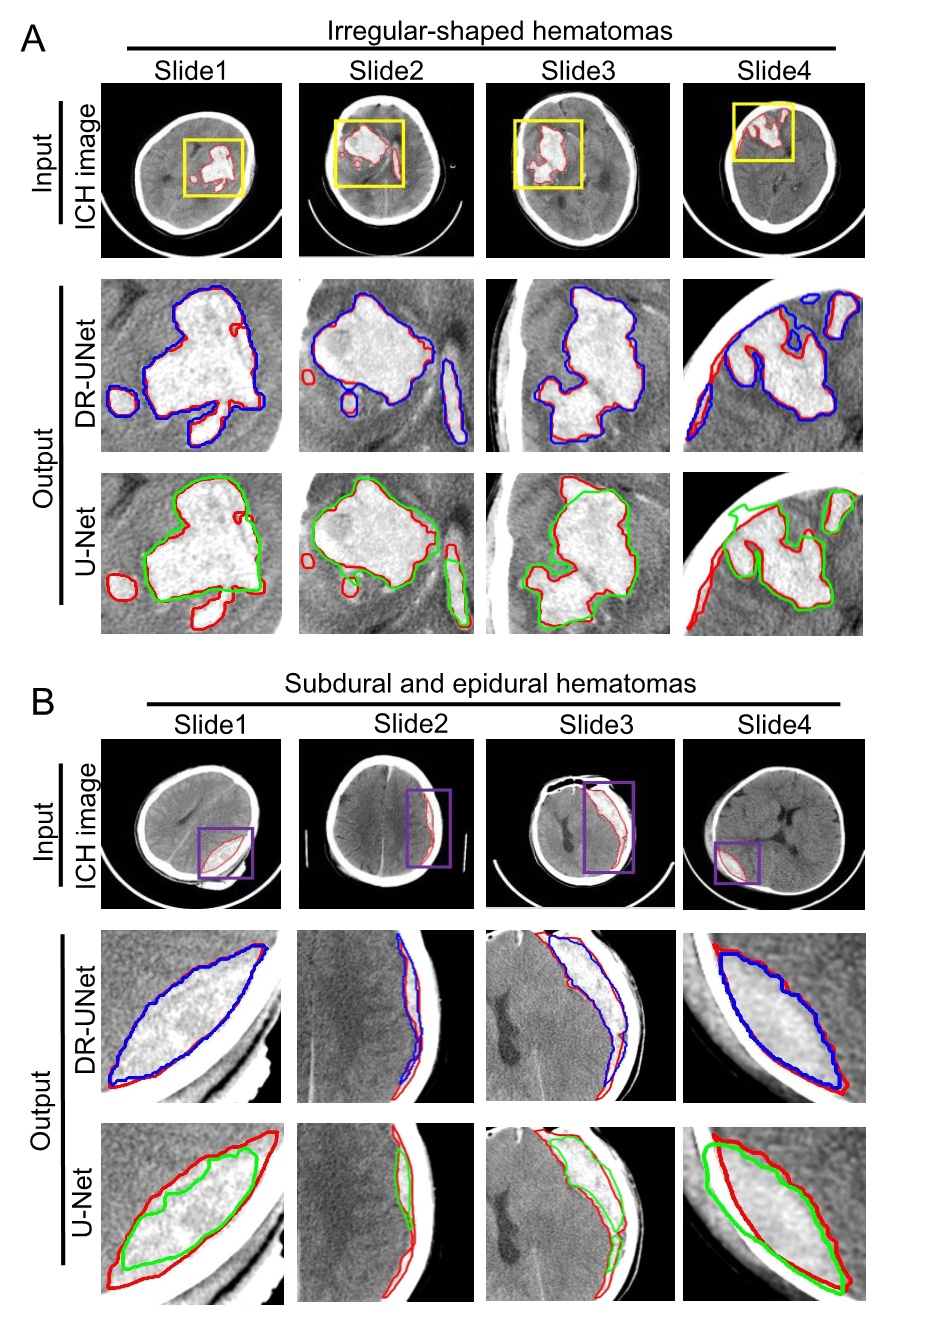 A
Irregular-shaped hematomas
Slide1 Slide2 Slide3 Slide4
Input
ICH image
Output
DR-UNet
U-Net
B
Subdural and epidural hematomas
Slide1 Slide2 Slide3 Slide4
Input
ICH image
Output
DR-UNet
U-Net